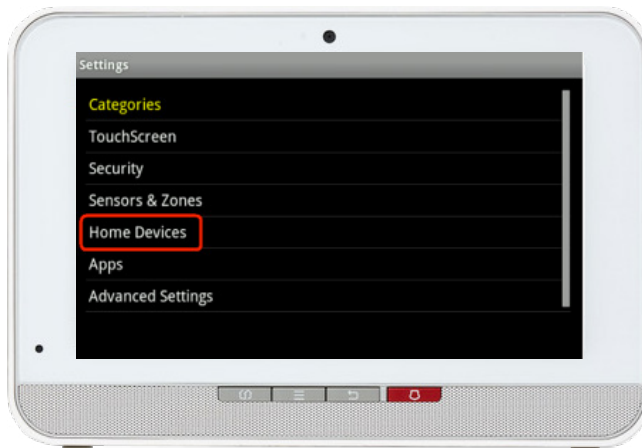 Settings
Categories
TouchScreen
Security
Sensors & Zones
Home Devices
Apps
Advanced Settings